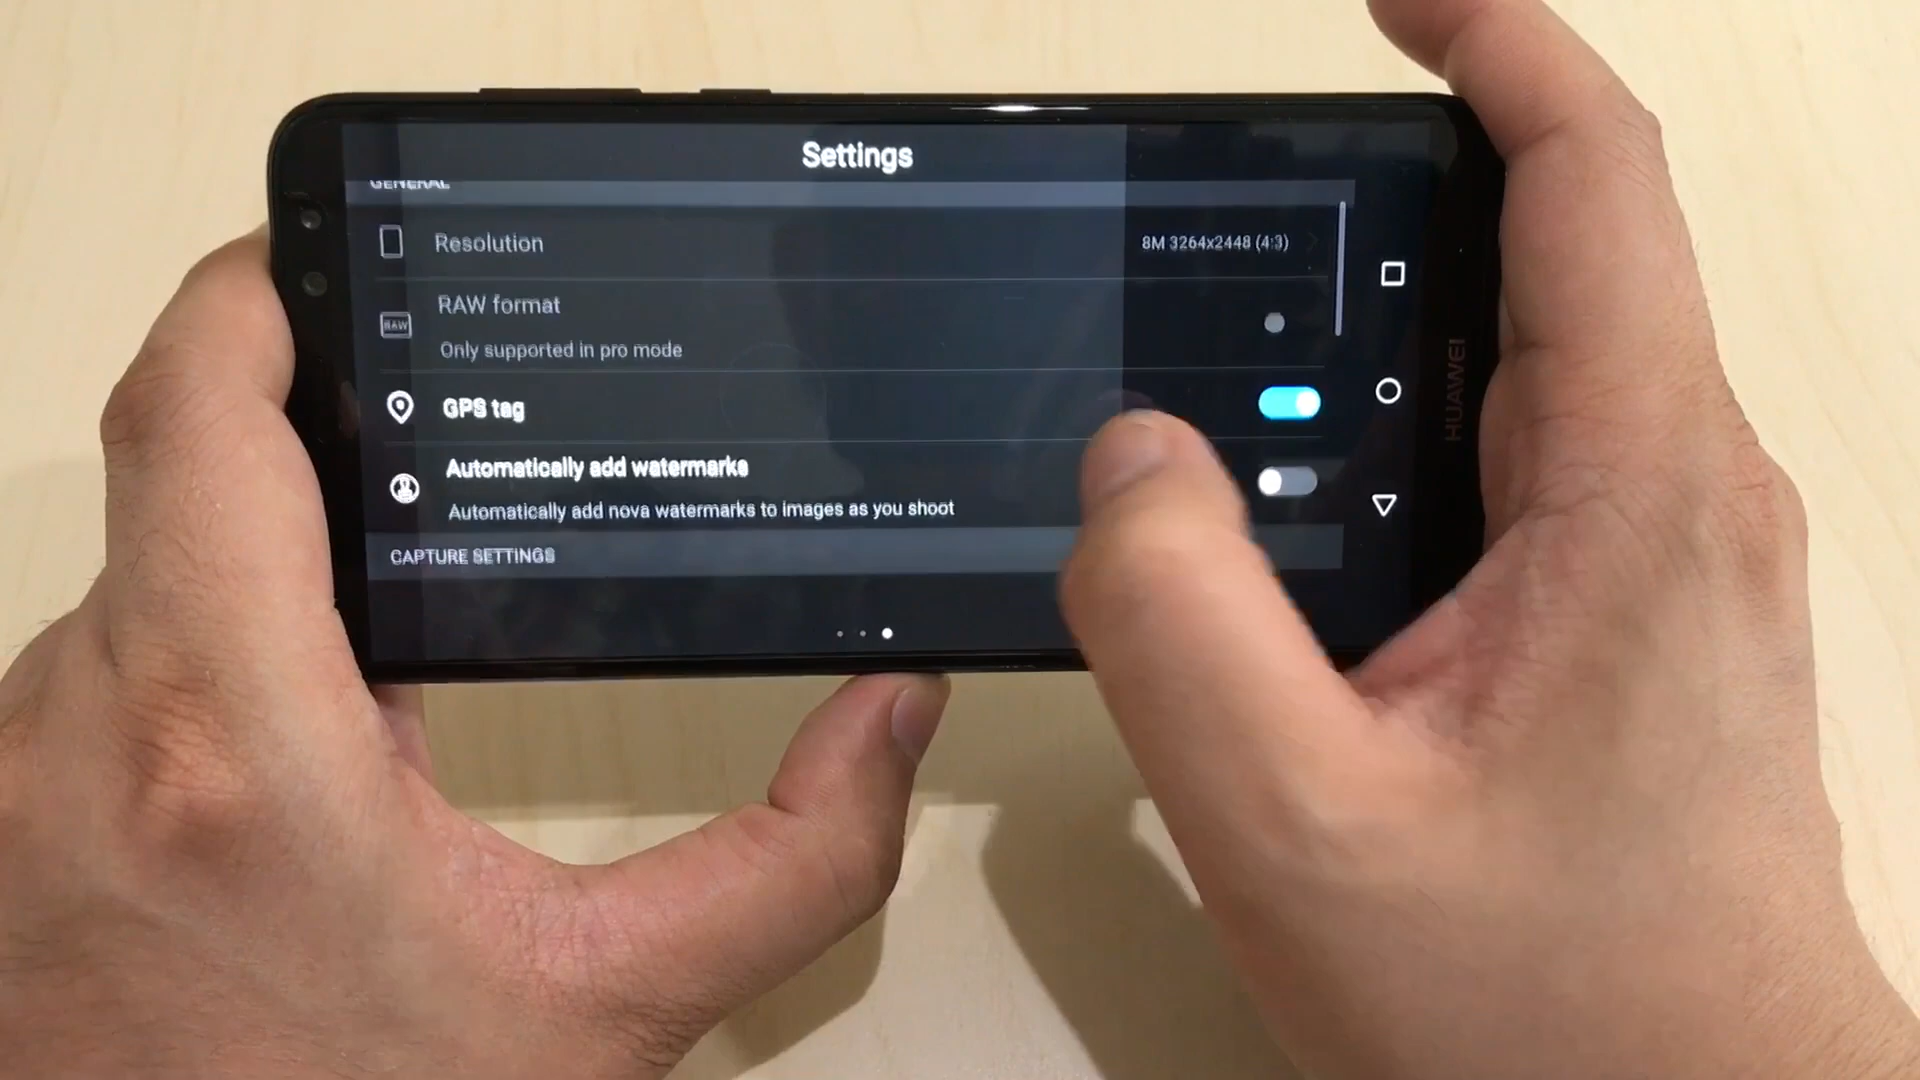 Settings
GENERAL
Resolution
8M 3264x2448 (4:3)
RAW format
RAW
Only supported in pro mode
GPS tag
Automatically add watermarks
Automatically add nova watermarks to images as you shoot
CAPTURE SETTINGS
HUAWEI